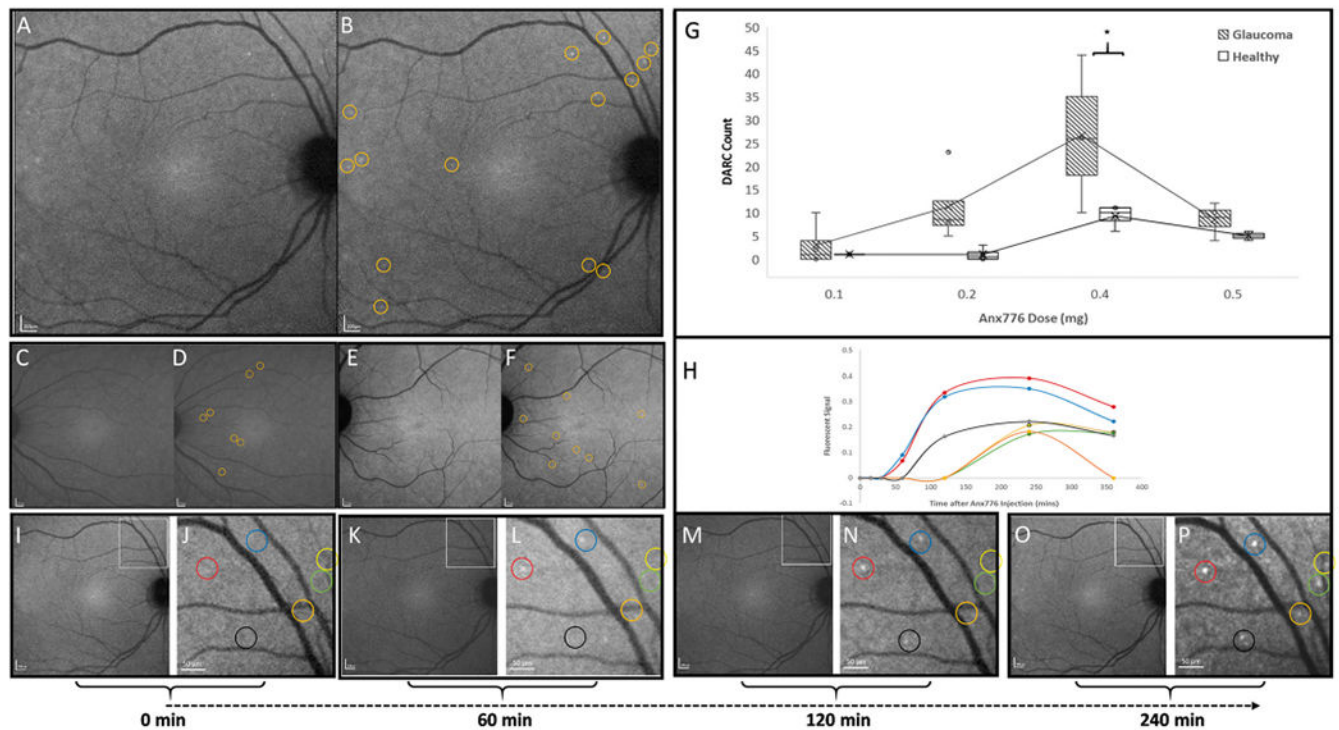 A
B
G
50
45
40
35
30
25
20
15
10
5
0
DARC Count
*
Glaucoma
Healthy
0.1
0.2
0.4
0.5
Anx776 Dose (mg)
C
D
E
F
H
0.5
0.4
0.3
0.2
0.1
0
-0.1
Fluorescent Signal
0
50
100
150
200
250
300
350
400
Time after Anx776 Injection (mins)
I
J
50 µm
K
L
50 µm
M
N
50 µm
O
P
50 µm
0 min
60 min
120 min
240 min